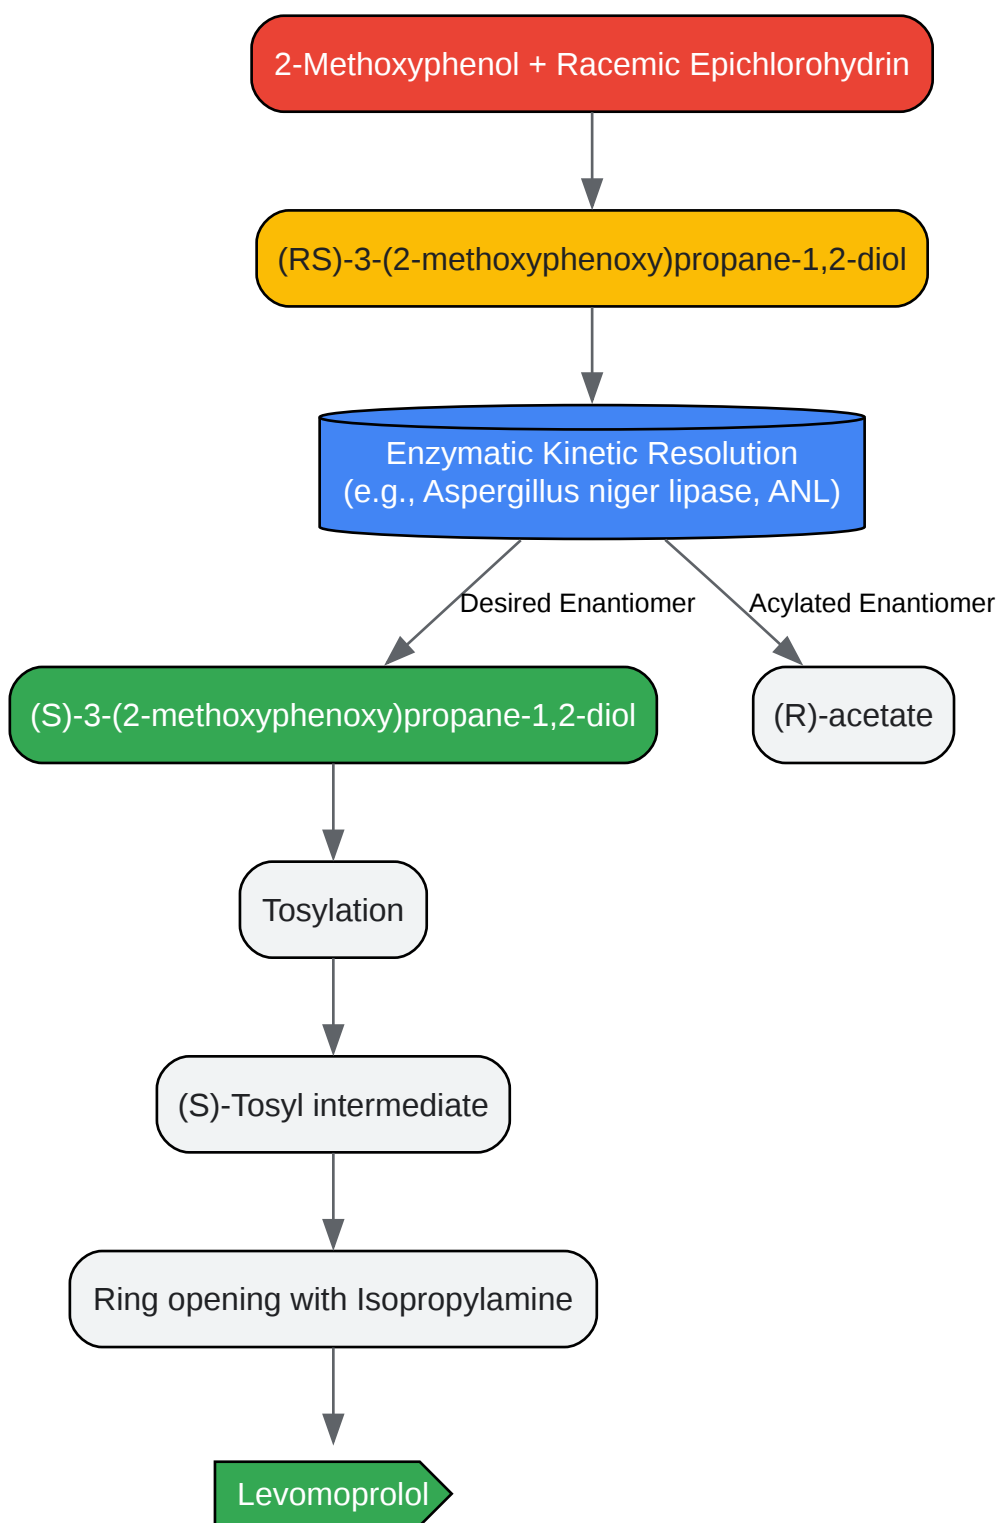 2-Methoxyphenol + Racemic Epichlorohydrin
(RS)-3-(2-methoxyphenoxy)propane-1,2-diol
Enzymatic Kinetic Resolution
(e.g., Aspergillus niger lipase, ANL)
Desired Enantiomer
Acylated Enantiomer
(S)-3-(2-methoxyphenoxy)propane-1,2-diol
(R)-acetate
Tosylation
(S)-Tosyl intermediate
Ring opening with Isopropylamine
Levomoprolol